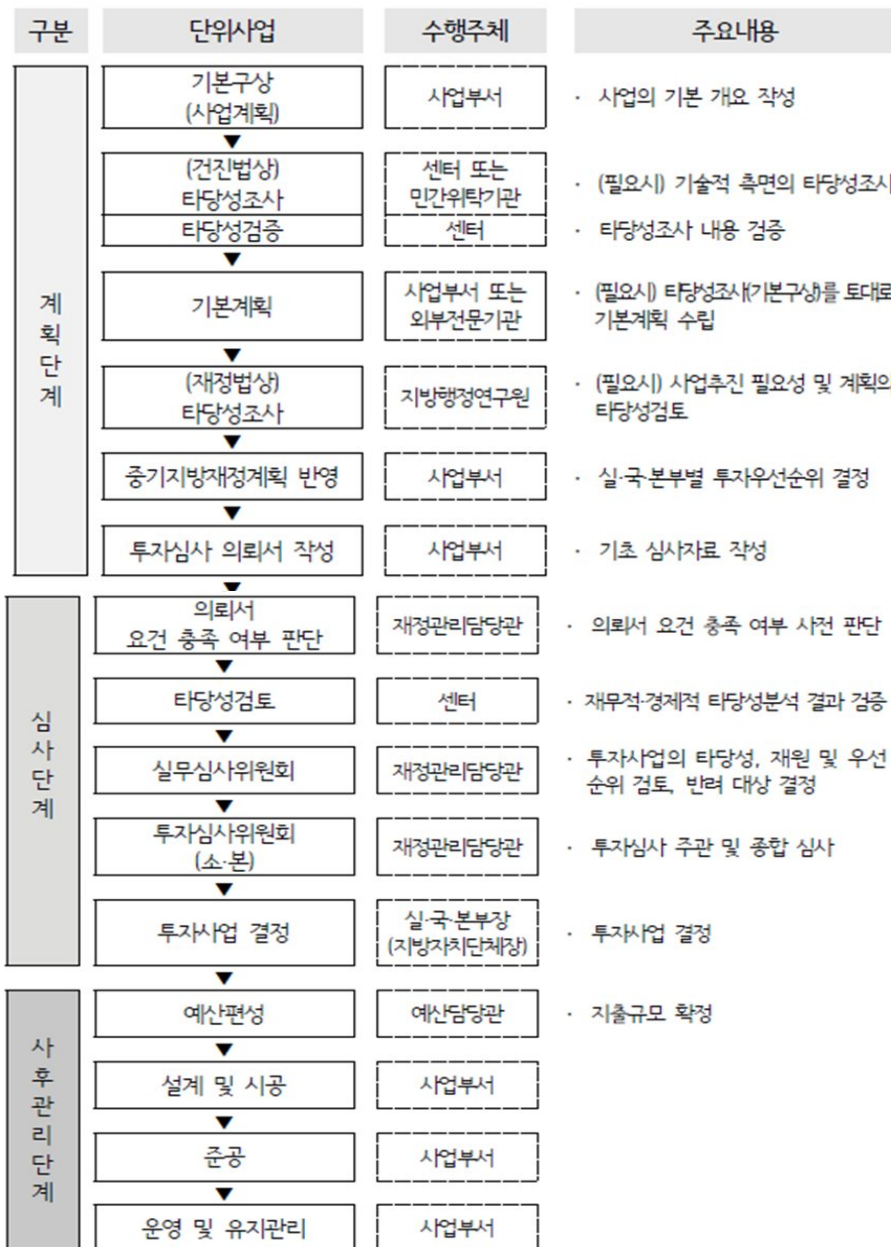 구분 단위사업 수행주체 주요내용
계획단계
기본구상
(사업계획)
사업부서
· 사업의 기본 개요 작성
▼
(건진법상)
타당성조사
센터 또는
민간위탁기관
· (필요시) 기술적 측면의 타당성조사
타당성검증
센터
· 타당성조사 내용 검증
▼
기본계획
사업부서 또는
외부전문기관
· (필요시) 타당성조사(기본구상)를 토대로
기본계획 수립
▼
(재정법상)
타당성조사
지방행정연구원
· (필요시) 사업추진 필요성 및 계획의
타당성검토
▼
중기지방재정계획 반영
사업부서
· 실·국·본부별 투자우선순위 결정
▼
투자심사 의뢰서 작성
사업부서
· 기초 심사자료 작성
▼
심사단계
의뢰서
요건 충족 여부 판단
재정관리담당관
· 의뢰서 요건 충족 여부 사전 판단
▼
타당성검토
센터
· 재무적·경제적 타당성분석 결과 검증
▼
실무심사위원회
재정관리담당관
· 투자사업의 타당성, 재원 및 우선
순위 검토, 반려 대상 결정
▼
투자심사위원회
(소·본)
재정관리담당관
· 투자심사 주관 및 종합 심사
▼
투자사업 결정
실·국·본부장
(지방자치단체장)
· 투자사업 결정
▼
사후관리단계
예산편성
예산담당관
· 지출규모 확정
▼
설계 및 시공
사업부서
▼
준공
사업부서
▼
운영 및 유지관리
사업부서